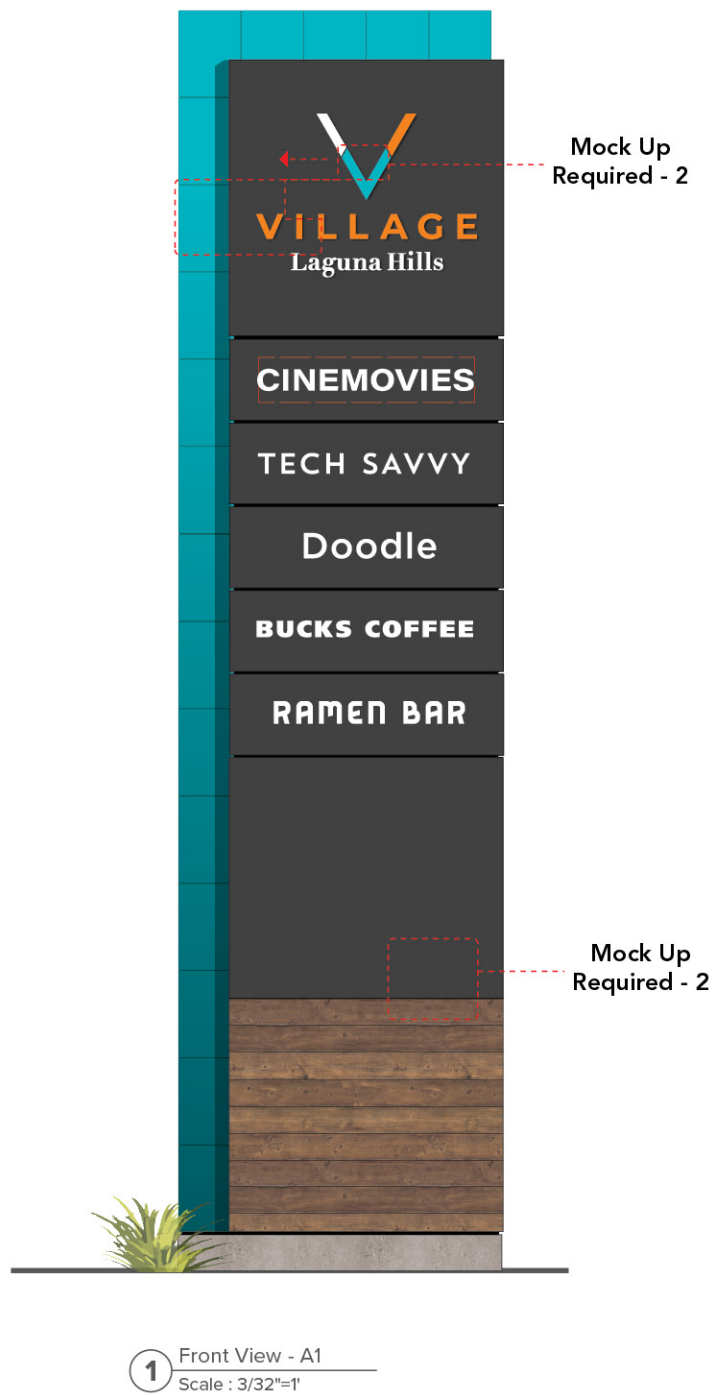 Mock Up
Required - 2
VILLAGE
Laguna Hills
CINEMOVIES
TECH SAVVY
Doodle
BUCKS COFFEE
RAMEN BAR
Mock Up
Required - 2
1
Front View - A1
Scale : 3/32"=1'